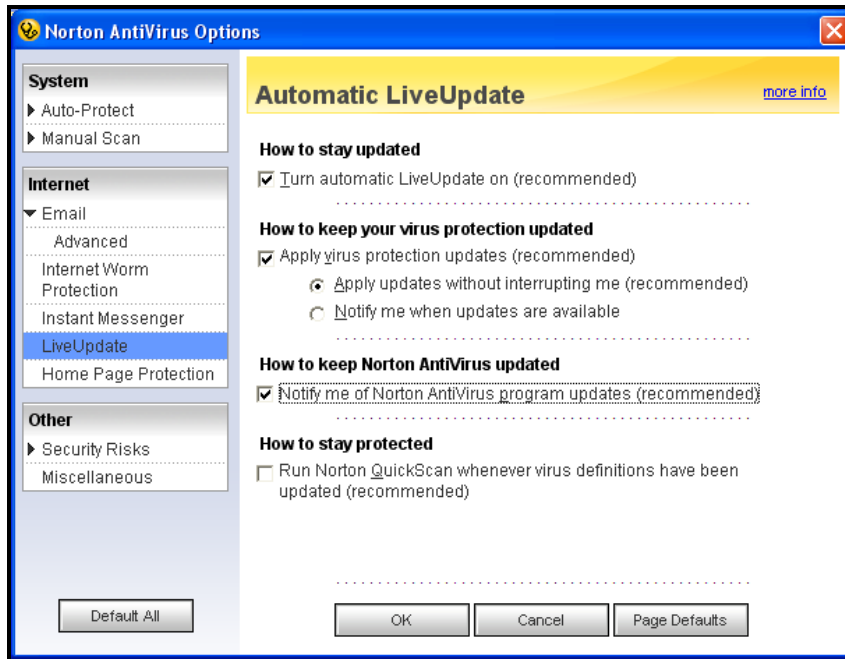 Norton AntiVirus Options
System
Auto-Protect
Manual Scan
Internet
Email
Advanced
Internet Worm
Protection
Instant Messenger
LiveUpdate
Home Page Protection
Other
Security Risks
Miscellaneous
Default All
Automatic LiveUpdate
more info
How to stay updated
Turn automatic LiveUpdate on (recommended)
How to keep your virus protection updated
Apply virus protection updates (recommended)
Apply updates without interrupting me (recommended)
Notify me when updates are available
How to keep Norton AntiVirus updated
Notify me of Norton AntiVirus program updates (recommended)
How to stay protected
Run Norton QuickScan whenever virus definitions have been
updated (recommended)
OK
Cancel
Page Defaults